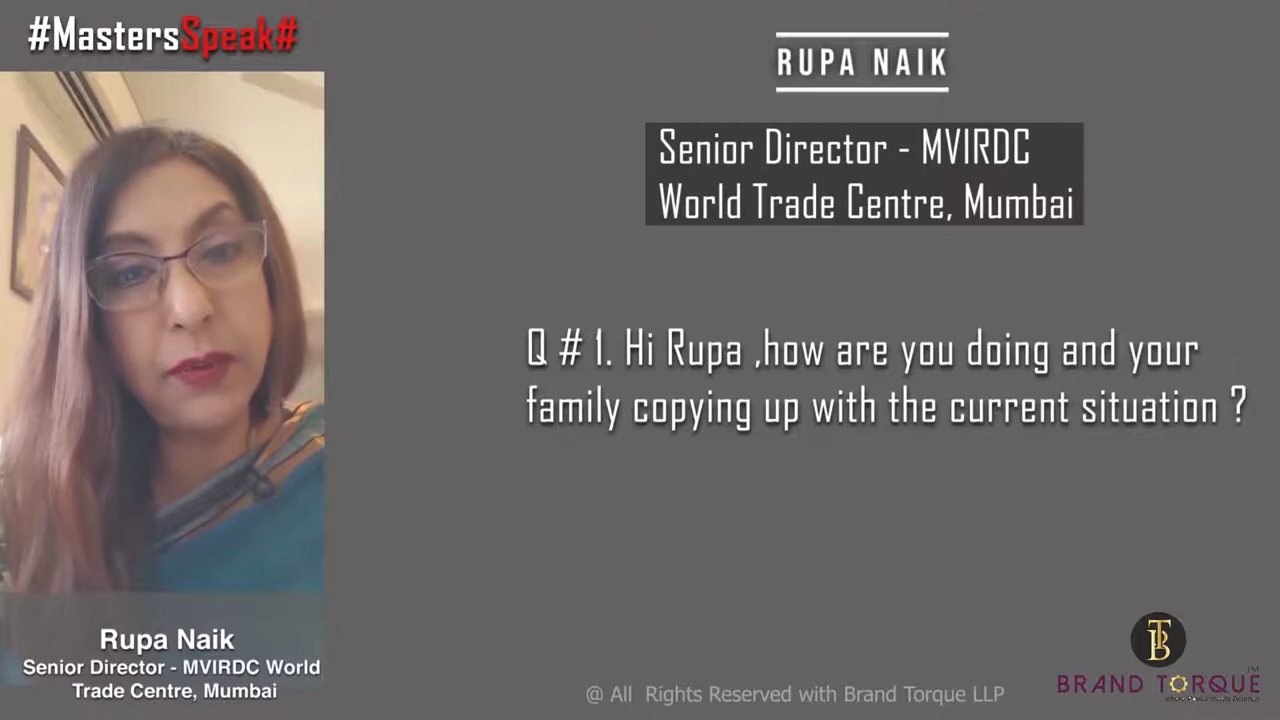 #MastersSpeak#
RUPA NAIK
Senior Director - MVIRDC
World Trade Centre, Mumbai
Q # 1. Hi Rupa ,how are you doing and your
family copying up with the current situation ?
Rupa Naik
Senior Director - MVIRDC World
Trade Centre, Mumbai
@ All Rights Reserved with Brand Torque LLP
TB
BRAND TORQUE
TM